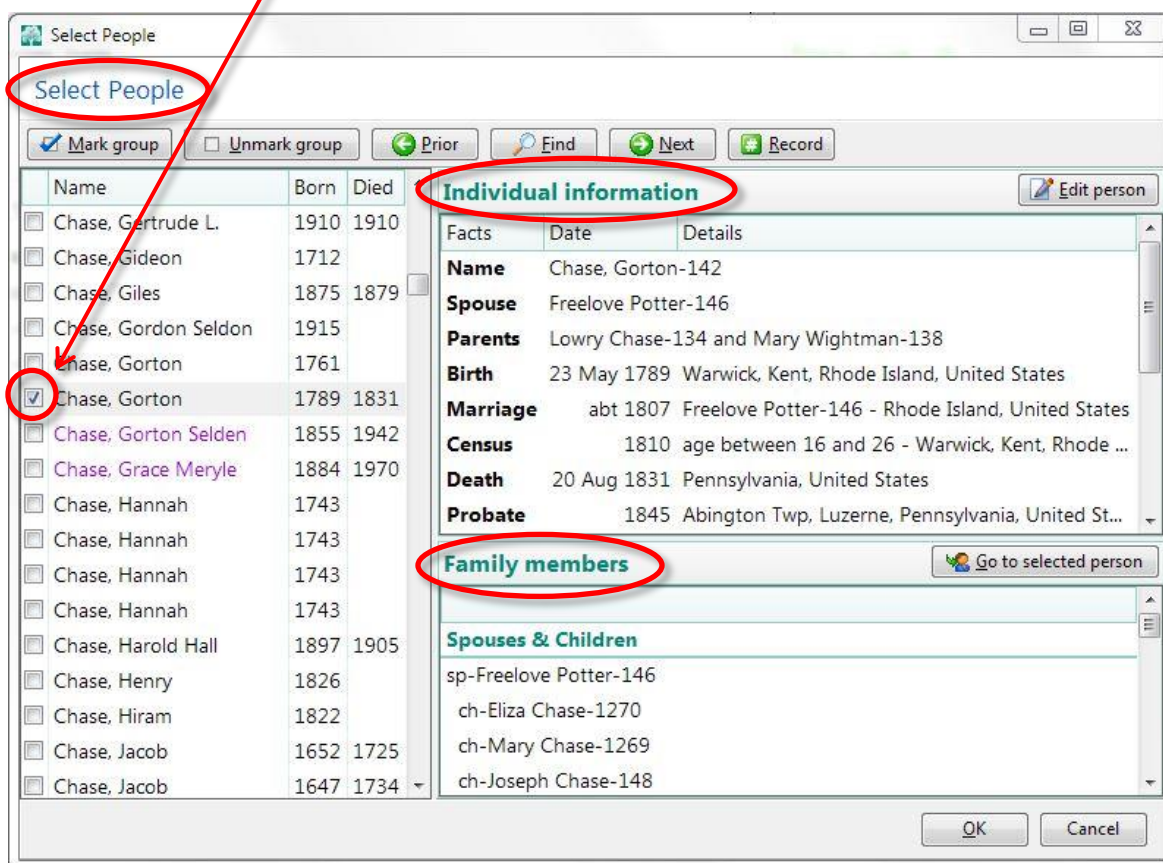 Select People
Select People
Mark group Unmark group Prior Find Next Record
Name Born Died
Chase, Gertrude L. 1910 1910
Chase, Gideon 1712
Chase, Giles 1875 1879
Chase, Gordon Seldon 1915
Chase, Gorton 1761
Chase, Gorton 1789 1831
Chase, Gorton Selden 1855 1942
Chase, Grace Meryle 1884 1970
Chase, Hannah 1743
Chase, Hannah 1743
Chase, Hannah 1743
Chase, Hannah 1743
Chase, Harold Hall 1897 1905
Chase, Henry 1826
Chase, Hiram 1822
Chase, Jacob 1652 1725
Chase, Jacob 1647 1734
Individual information Edit person
Facts Date Details
Name Chase, Gorton-142
Spouse Freelove Potter-146
Parents Lowry Chase-134 and Mary Wightman-138
Birth 23 May 1789 Warwick, Kent, Rhode Island, United States
Marriage abt 1807 Freelove Potter-146 - Rhode Island, United States
Census 1810 age between 16 and 26 - Warwick, Kent, Rhode ...
Death 20 Aug 1831 Pennsylvania, United States
Probate 1845 Abington Twp, Luzerne, Pennsylvania, United St...
Family members Go to selected person
Spouses & Children
sp-Freelove Potter-146
ch-Eliza Chase-1270
ch-Mary Chase-1269
ch-Joseph Chase-148
OK Cancel